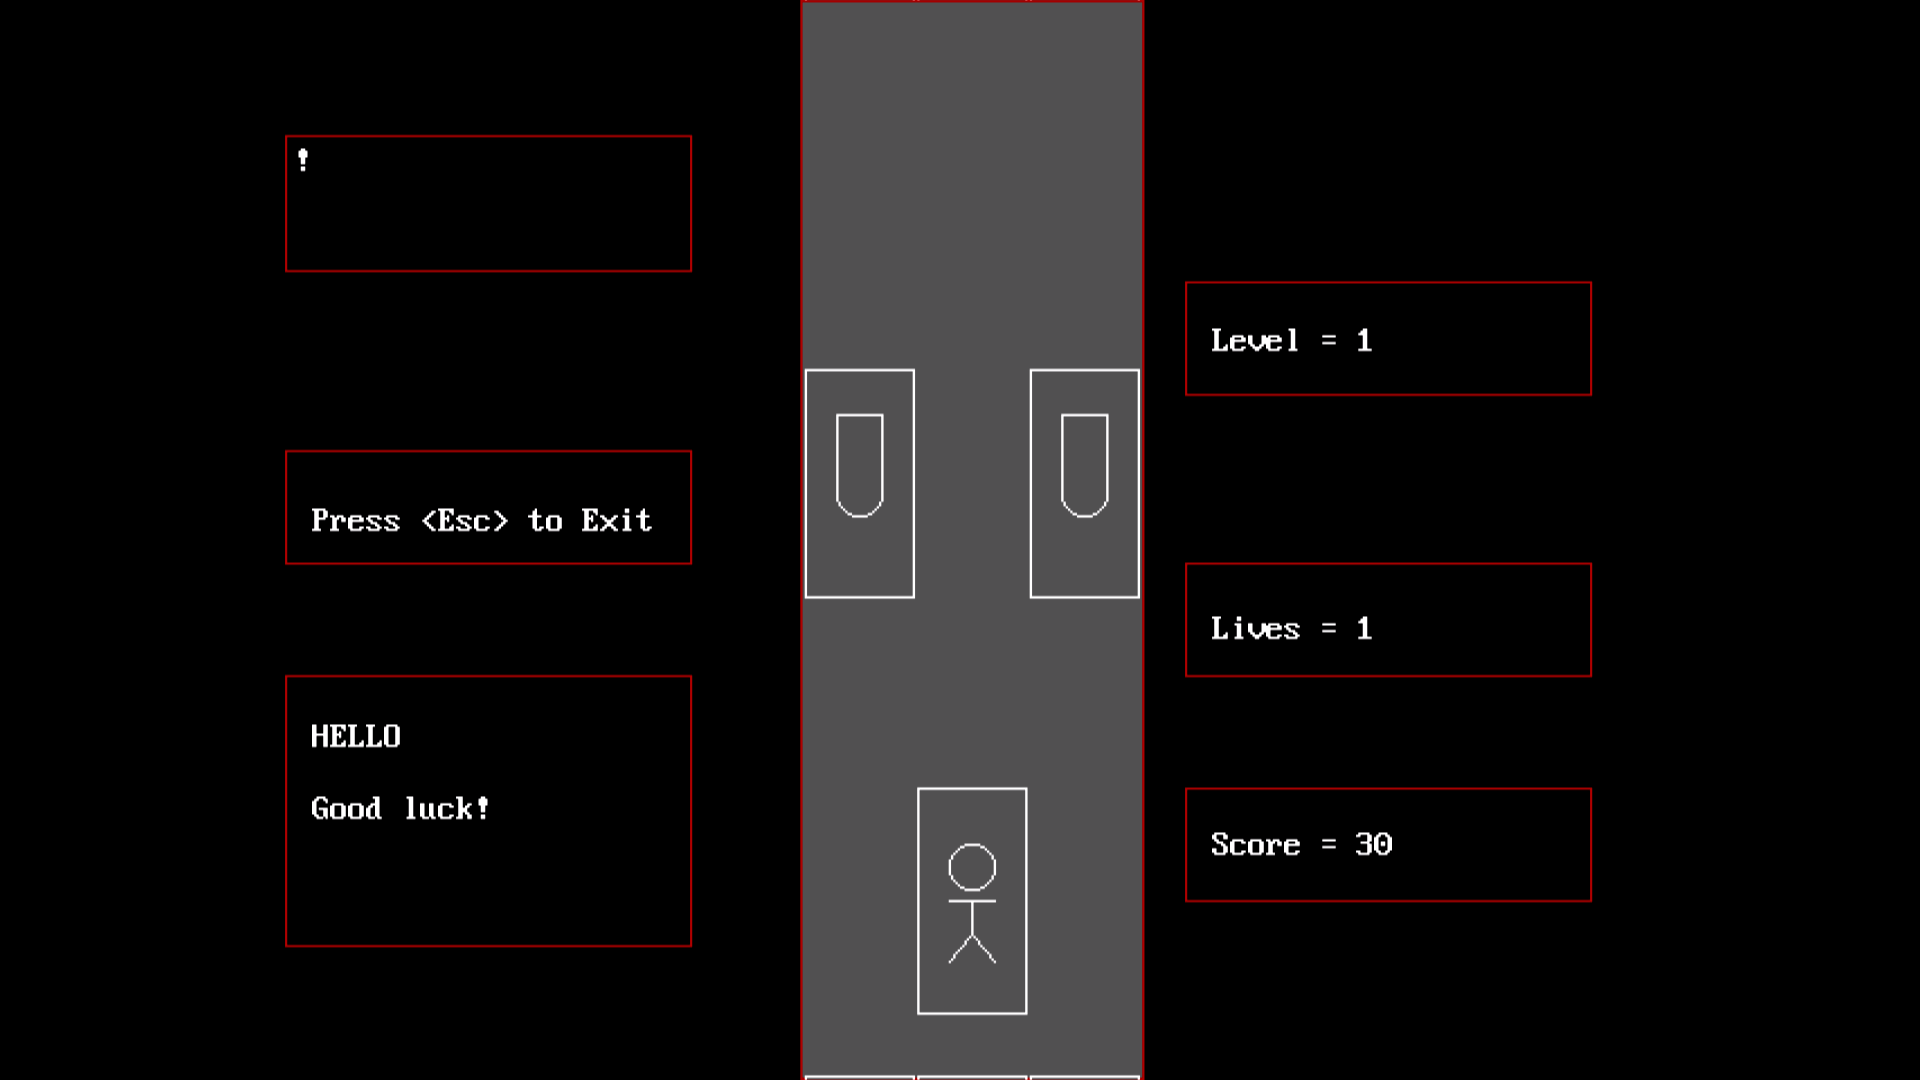 !
Press <Esc> to Exit
HELLO
Good luck!
Level = 1
Lives = 1
Score = 30